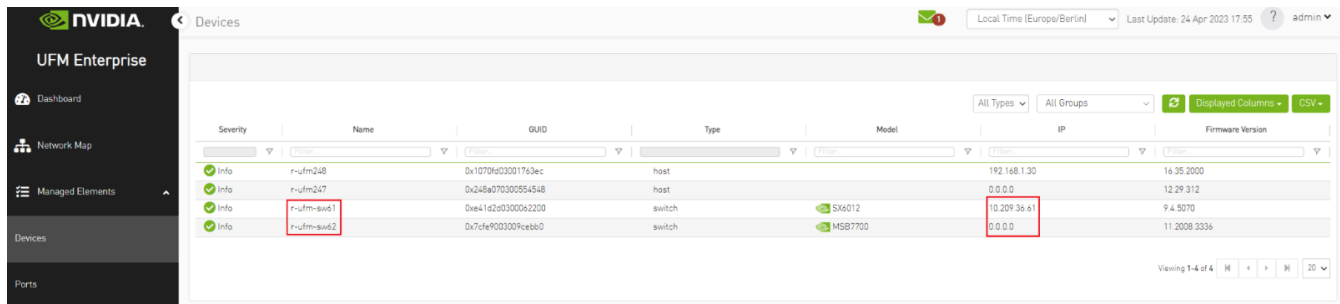 NVIDIA.
Devices
1
Local Time (Europe/Berlin)
Last Update: 24 Apr 2023 17:55
?
admin
UFM Enterprise
Dashboard
Network Map
Managed Elements
Devices
Ports
All Types
All Groups
Displayed Columns
CSV
Severity Name GUID Type Model IP Firmware Version
Filter... Filter... Filter... Filter... Filter...
Info r-ufm248 0x1070fd03001763ec host 192.168.1.30 16.35.2000
Info r-ufm247 0x248a070300554548 host 0.0.0.0 12.29.312
Info r-ufm-sw61 0xe41d2d0300062200 switch SX6012 10.209.36.61 9.4.5070
Info r-ufm-sw62 0x7cfe9003009cebb0 switch MSB7700 0.0.0.0 11.2008.3336
Viewing 1-4 of 4
20